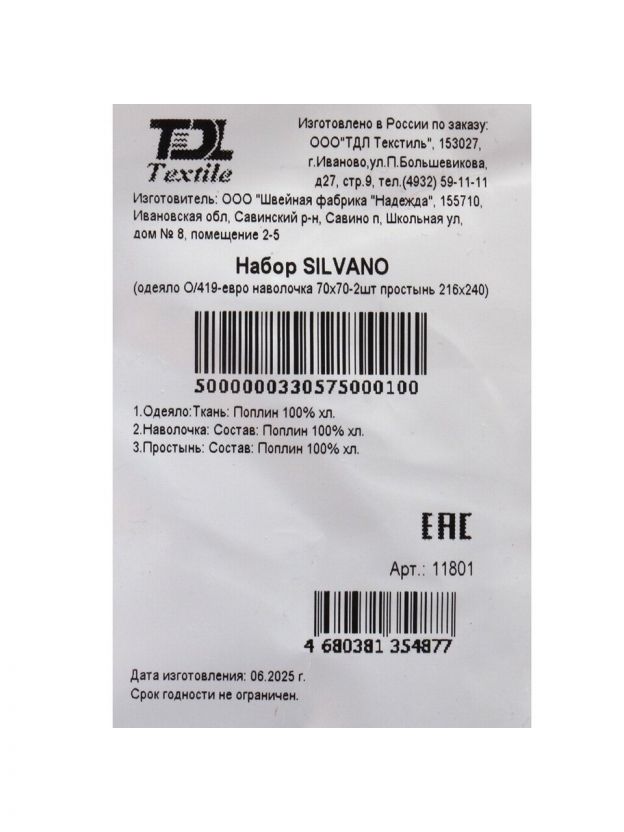 TDL
Textile
Изготовлено в России по заказу:
ООО"ТДЛ Текстиль", 153027,
г.Иваново,ул.П.Большевикова,
д27, стр.9, тел.(4932) 59-11-11
Изготовитель: ООО "Швейная фабрика "Надежда", 155710,
Ивановская обл, Савинский р-н, Савино п, Школьная ул,
дом № 8, помещение 2-5
Набор SILVANO
(одеяло О/419-евро наволочка 70х70-2шт простынь 216х240)
5000000330575000100
1.Одеяло:Ткань: Поплин 100% хл.
2.Наволочка: Состав: Поплин 100% хл.
3.Простынь: Состав: Поплин 100% хл.
EAC
Арт.: 11801
4 680381 354877
Дата изготовления: 06.2025 г.
Срок годности не ограничен.